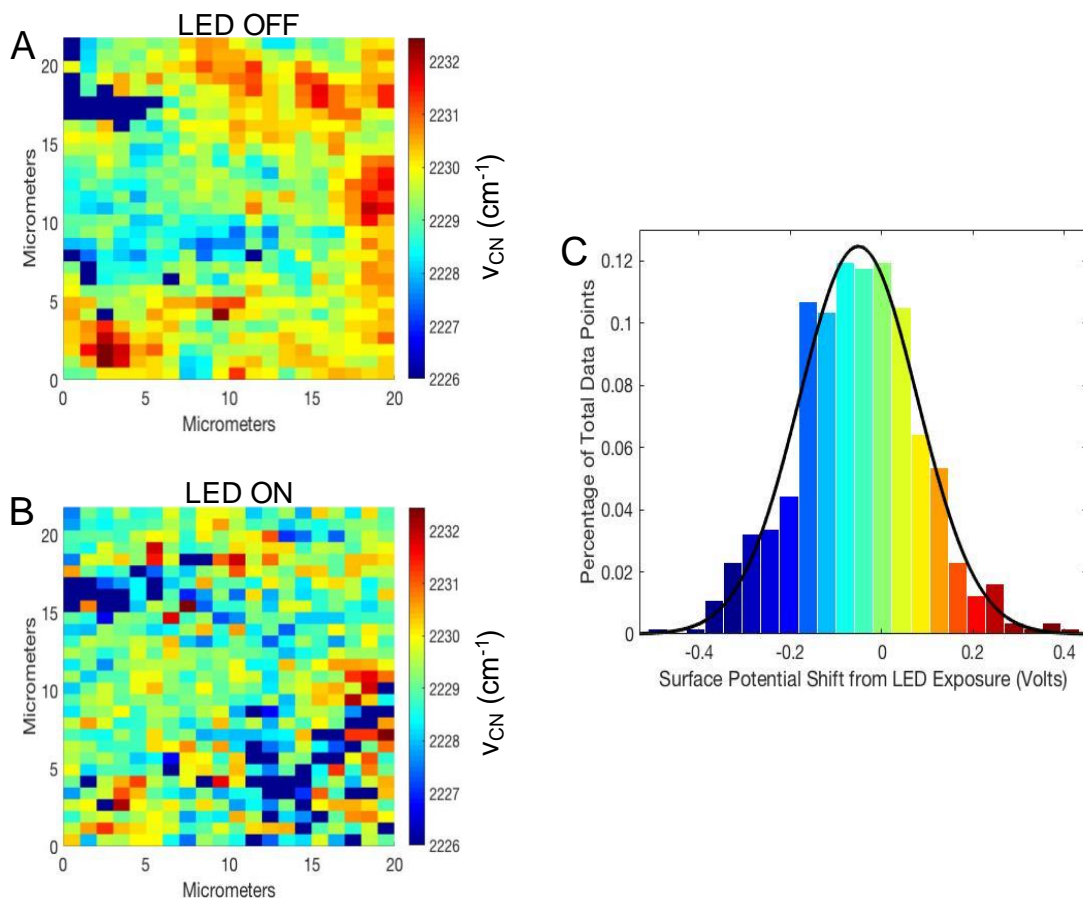 A
LED OFF
20
15
10
5
0
0 5 10 15 20
Micrometers
Micrometers
2232
2231
2230
2229
2228
2227
2226
vCN (cm-1)
B
LED ON
20
15
10
5
0
0 5 10 15 20
Micrometers
Micrometers
2232
2231
2230
2229
2228
2227
2226
vCN (cm-1)
C
0.12
0.1
0.08
0.06
0.04
0.02
0
-0.4 -0.2 0 0.2 0.4
Percentage of Total Data Points
Surface Potential Shift from LED Exposure (Volts)